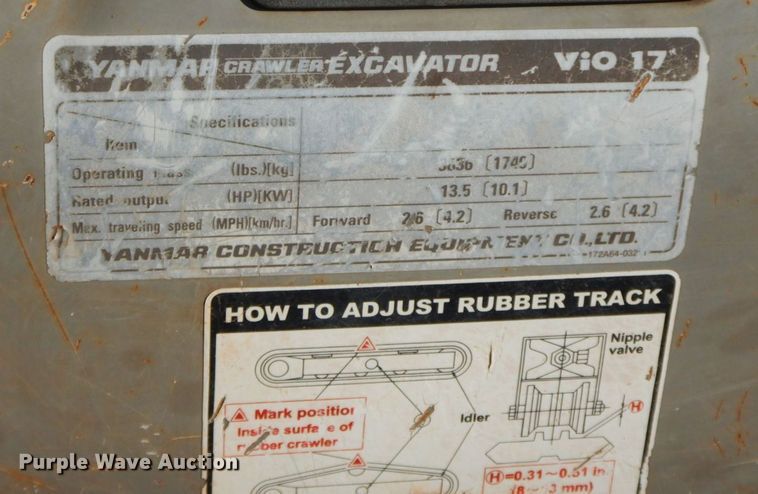 YANMAR CRAWLER EXCAVATOR ViO 17
Specifications
Item
Operating mass (lbs.)[kg] [1740]
Rated output (HP)[KW] 13.5 [10.1]
Max. traveling speed (MPH)[km/hr.] Forward 2.6 [4.2] Reverse 2.6 [4.2]
YANMAR CONSTRUCTION EQUIPMENT CO., LTD.
HOW TO ADJUST RUBBER TRACK
Nipple
valve
Mark position
Inside surface of
rubber crawler
Idler
H
H=0.31~0.51 in.
(8~13 mm)
Purple Wave Auction